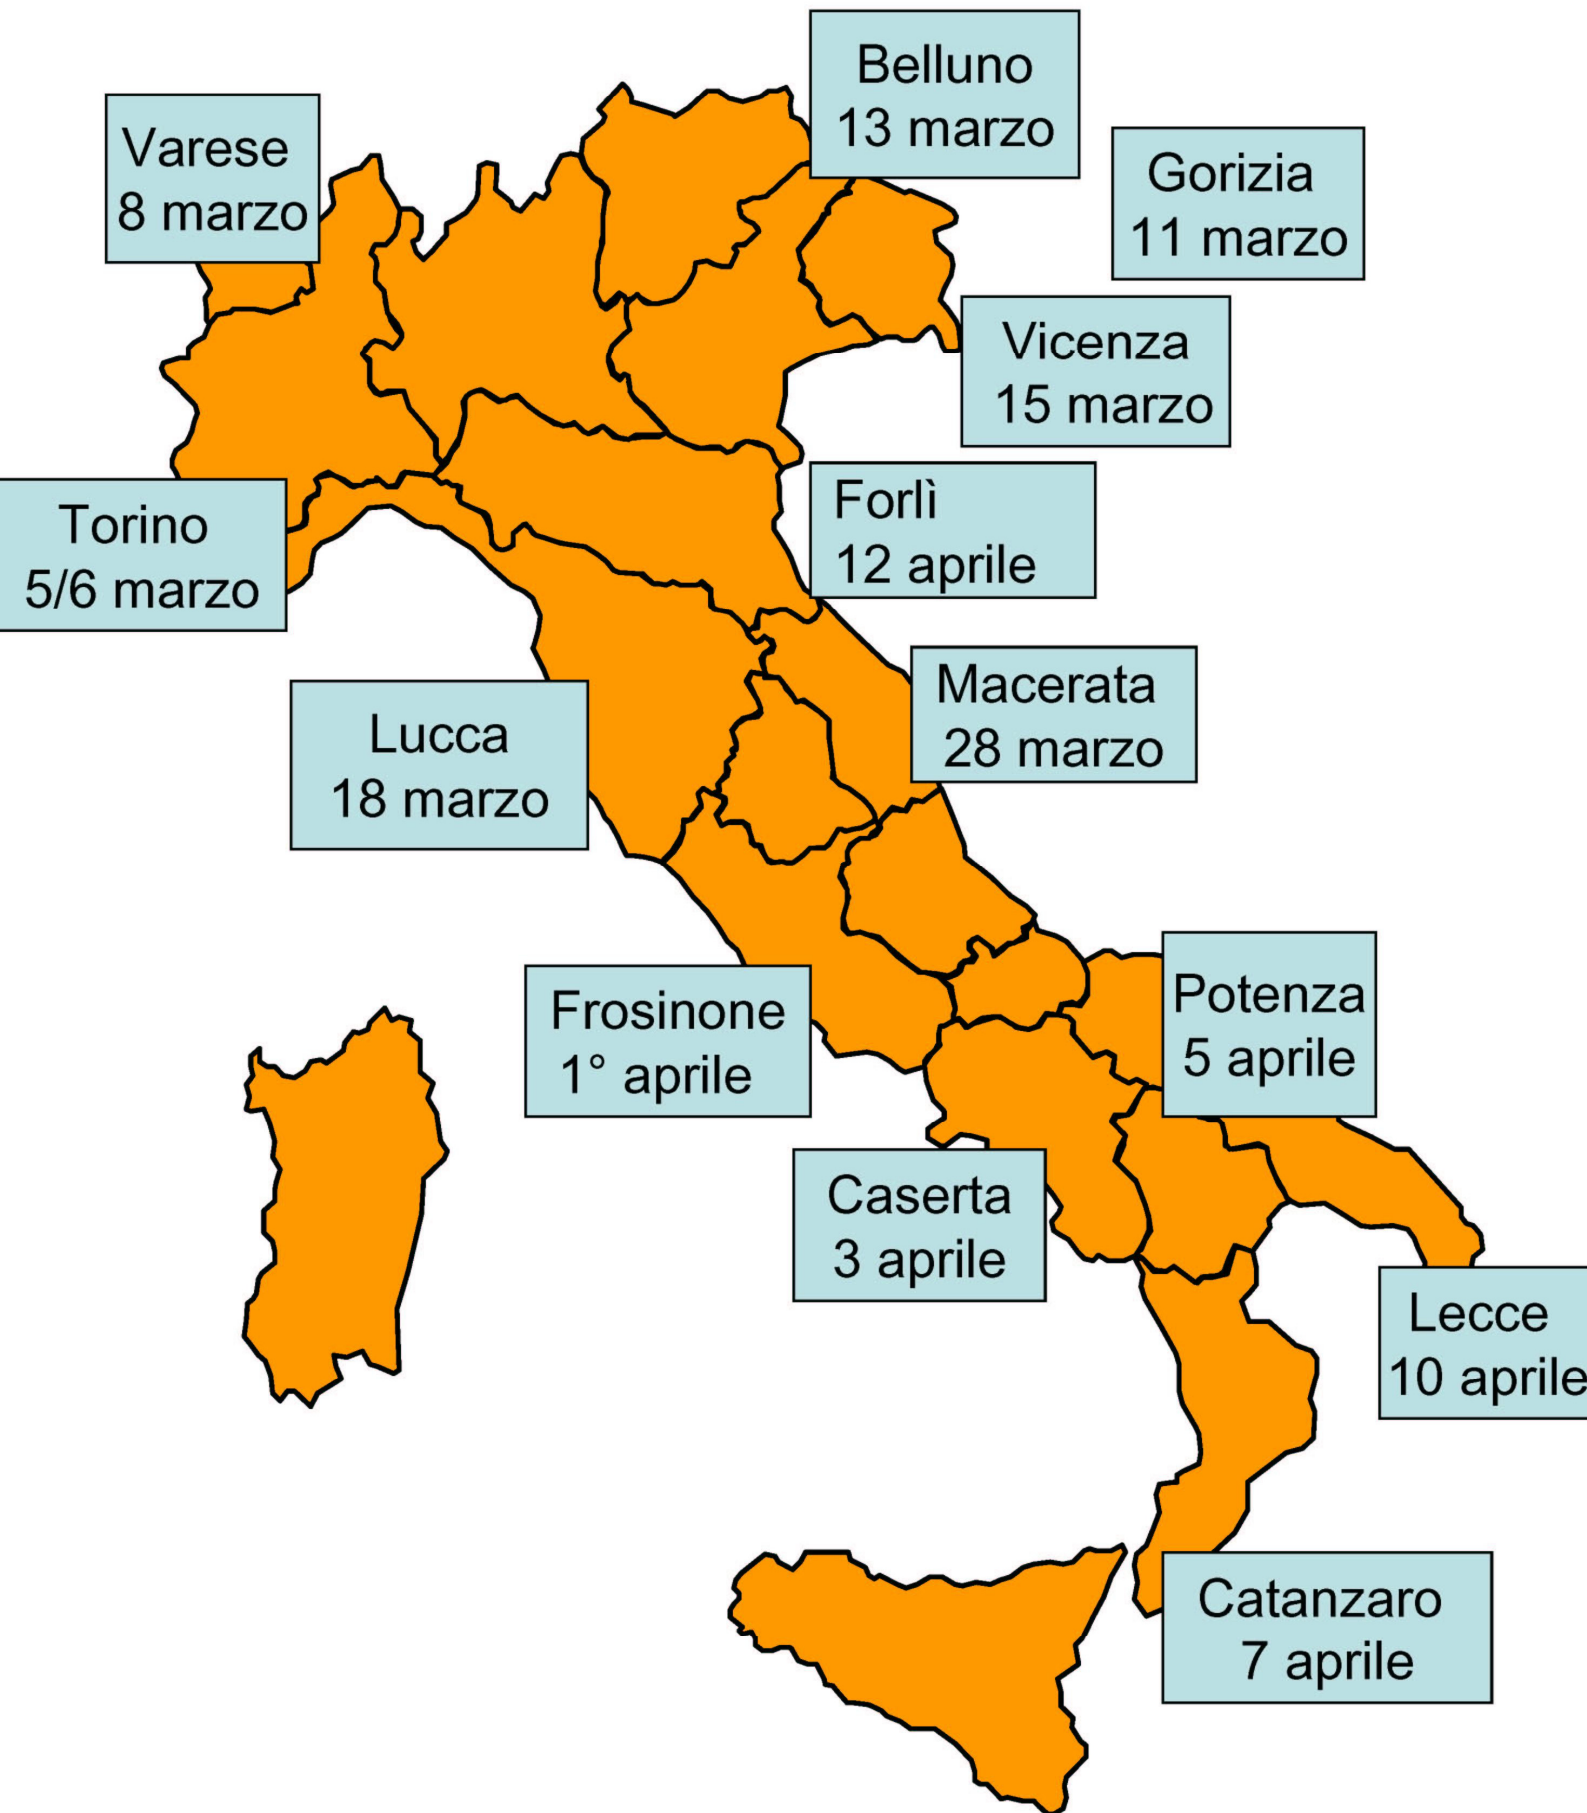 Belluno
13 marzo
Varese
8 marzo
Gorizia
11 marzo
Vicenza
15 marzo
Torino
5/6 marzo
Forlì
12 aprile
Macerata
28 marzo
Lucca
18 marzo
Potenza
5 aprile
Frosinone
1° aprile
Caserta
3 aprile
Lecce
10 aprile
Catanzaro
7 aprile